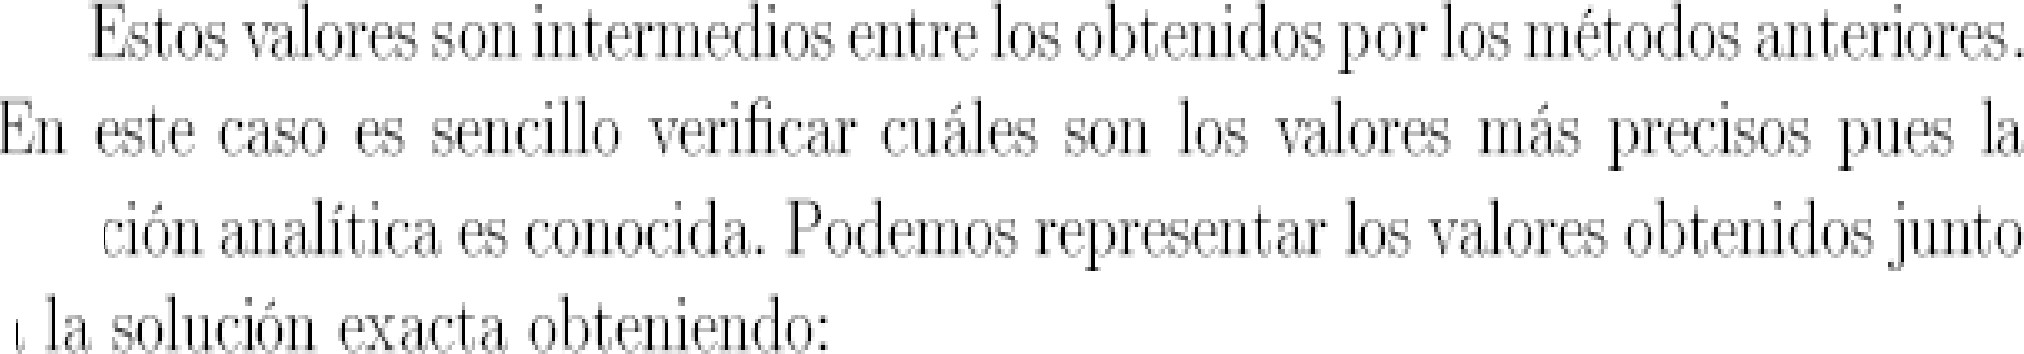 Estos valores son intermedios entre los obtenidos por los métodos anteriores.
En este caso es sencillo verificar cuáles son los valores más precisos pues la
ción analítica es conocida. Podemos representar los valores obtenidos junto
la solución exacta obteniendo: